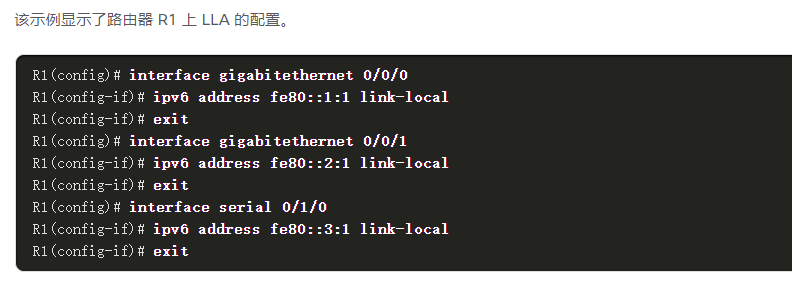 该示例显示了路由器 R1 上 LLA 的配置。
R1(config)# interface gigabitethernet 0/0/0
R1(config-if)# ipv6 address fe80::1:1 link-local
R1(config-if)# exit
R1(config)# interface gigabitethernet 0/0/1
R1(config-if)# ipv6 address fe80::2:1 link-local
R1(config-if)# exit
R1(config)# interface serial 0/1/0
R1(config-if)# ipv6 address fe80::3:1 link-local
R1(config-if)# exit